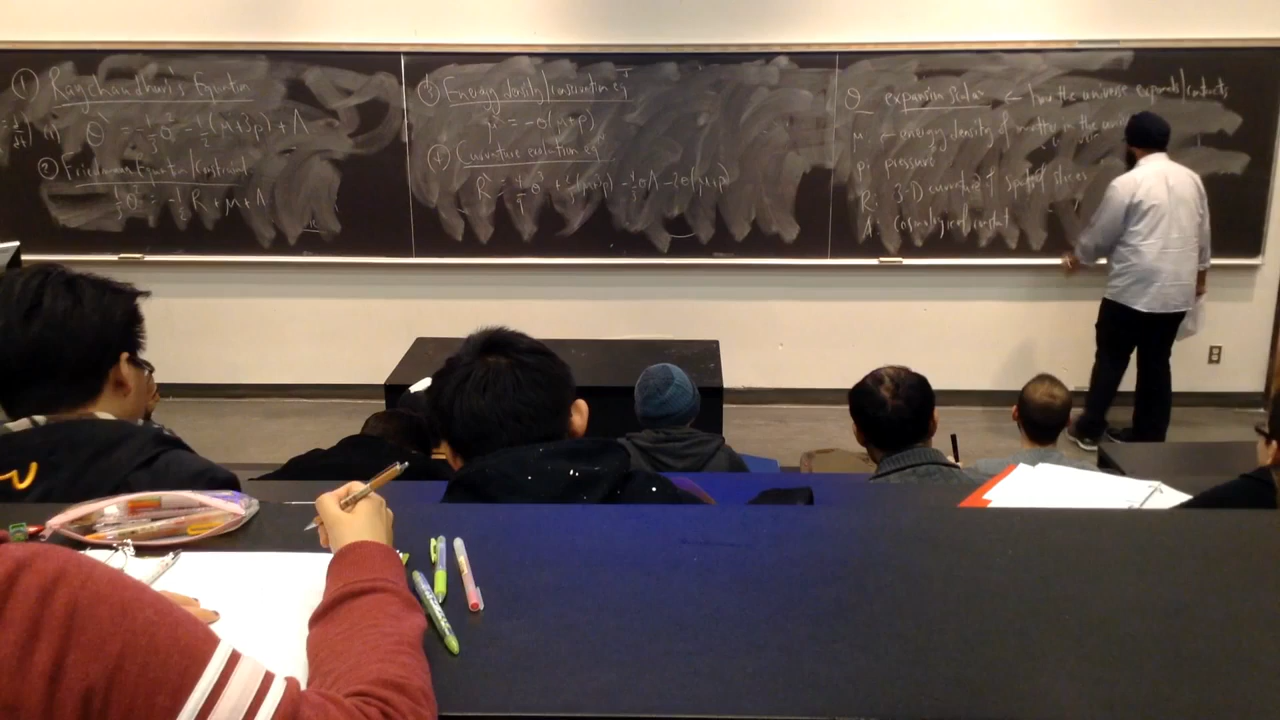 ① Raychaudhuri's Equation
θ̇ = -1/3 θ² - 1/2 (μ+3p) + Λ
② Friedmann Equation/Constraint
1/3 θ² = -1/2 R + μ + Λ
③ Energy density/conservation eq
μ̇ = -θ(μ+p)
④ Curvature evolution eq
θ expansion scalar ← how the universe expands/contracts
μ: ← energy density of matter in the
p: pressure
R: 3-D curvature of spatial slices
Λ: cosmological constant